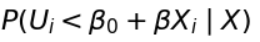 P(Uᵢ < β₀ + βXᵢ | X)